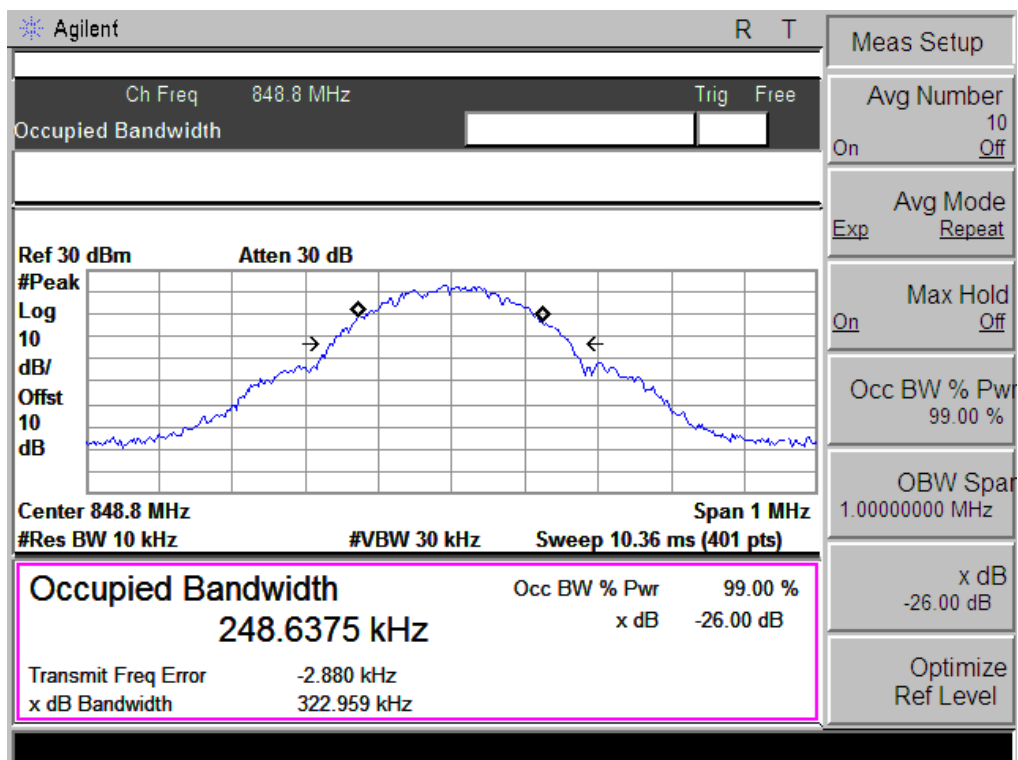 Agilent R T
Ch Freq 848.8 MHz Trig Free
Occupied Bandwidth
Ref 30 dBm Atten 30 dB
#Peak
Log
10
dB/
Offst
10
dB
Center 848.8 MHz Span 1 MHz
#Res BW 10 kHz #VBW 30 kHz Sweep 10.36 ms (401 pts)
Occupied Bandwidth
248.6375 kHz
Occ BW % Pwr 99.00 %
x dB -26.00 dB
Transmit Freq Error -2.880 kHz
x dB Bandwidth 322.959 kHz
Meas Setup
Avg Number
10
On Off
Avg Mode
Exp Repeat
Max Hold
On Off
Occ BW % Pwr
99.00 %
OBW Span
1.00000000 MHz
x dB
-26.00 dB
Optimize
Ref Level